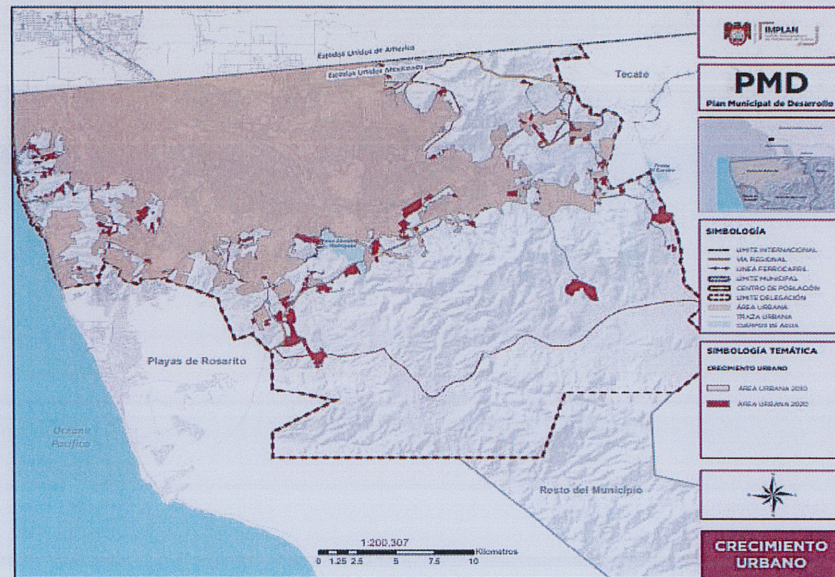 IMPLAN
PMD
Plan Municipal de Desarrollo
Estados Unidos de America
Estados Unidos Mexicanos
Tecate
Playas de Rosarito
Océano
Pacífico
Resto del Municipio
1:200,307
Kilometros
0 1.25 2.5 5 7.5 10
SIMBOLOGÍA
LIMITE INTERNACIONAL
VÍA REGIONAL
LINEA FERROCARRIL
LIMITE MUNICIPAL
CENTRO DE POBLACIÓN
LIMITE DELEGACIÓN
ÁREA URBANA
TRAZA URBANA
CUERPOS DE AGUA
SIMBOLOGÍA TEMÁTICA
CRECIMIENTO URBANO
ÁREA URBANA 2010
ÁREA URBANA 2020
CRECIMIENTO
URBANO